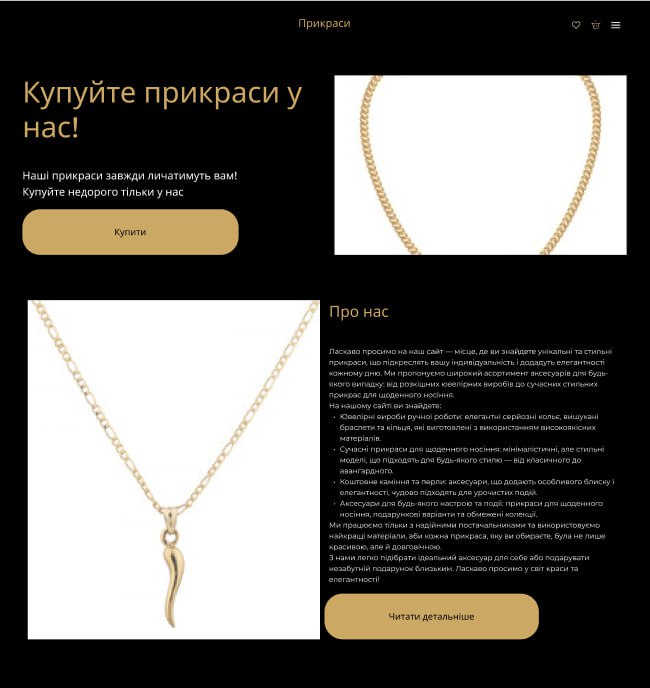 Прикраси
Купуйте прикраси у
нас!
Наші прикраси завжди личатимуть вам!
Купуйте недорого тільки у нас
Купити
Про нас
Ласкаво просимо на наш сайт — місце, де ви знайдете унікальні та стильні
прикраси, що підкреслять вашу індивідуальність і додадуть елегантності
кожному дню. Ми пропонуємо широкий асортимент аксесуарів для будь-
якого випадку: від розкішних ювелірних виробів до сучасних стильних
прикрас для щоденного носіння.
На нашому сайті ви знайдете:
• Ювелірні вироби ручної роботи: елегантні серйозні кольє, вишукані
браслети та кільця, які виготовлені з використанням високоякісних
матеріалів.
• Сучасні прикраси для щоденного носіння: мінімалістичні, але стильні
моделі, що підходять для будь-якого стилю — від класичного до
авангардного.
• Коштовне каміння та перли: аксесуари, що додають особливого блиску і
елегантності, чудово підходять для урочистих подій.
• Аксесуари для будь-якого настрою та події: прикраси для щоденного
носіння, подарункові варіанти та обмежені колекції.
Ми працюємо тільки з надійними постачальниками та використовуємо
найкращі матеріали, аби кожна прикраса, яку ви обираєте, була не лише
красивою, але й довговічною.
З нами легко підібрати ідеальний аксесуар для себе або подарувати
незабутній подарунок близьким. Ласкаво просимо у світ краси та
елегантності!
Читати детальніше